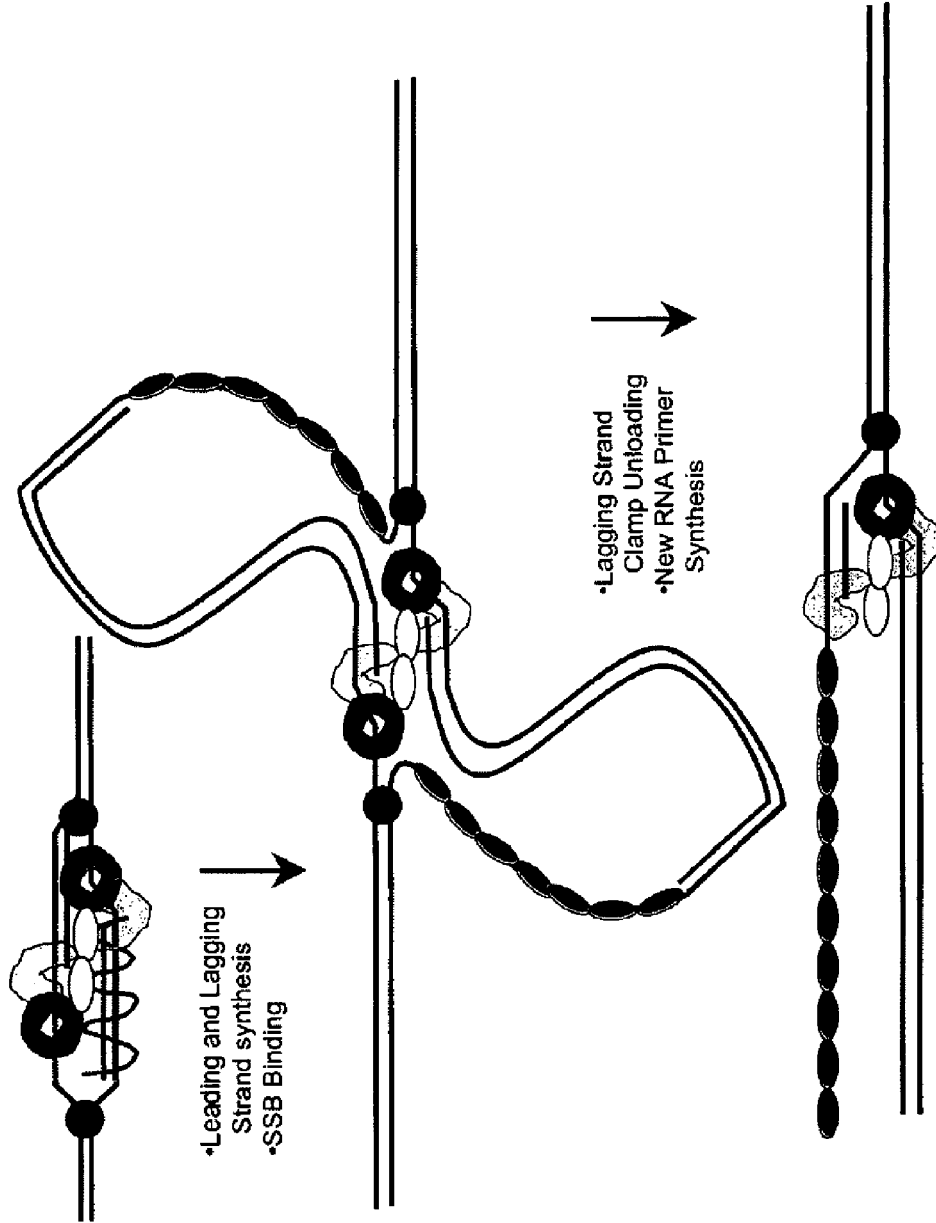 •Leading and Lagging
Strand synthesis
•SSB Binding
•Lagging Strand
Clamp Unloading
•New RNA Primer
Synthesis